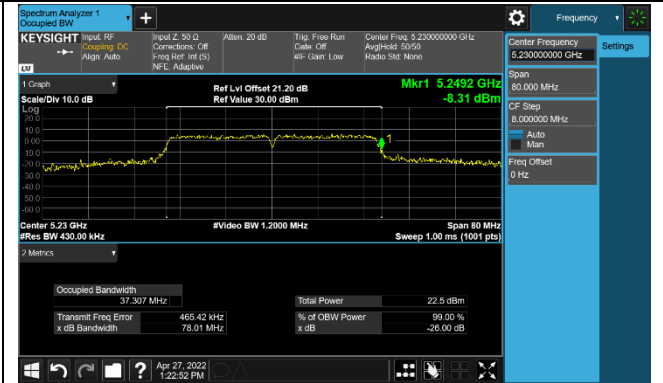 Spectrum Analyzer 1
Occupied BW
Frequency
KEYSIGHT
Input: RF
Coupling: DC
Align: Auto
Input Z: 50 Ω
Corrections: Off
Freq Ref: Int (S)
NFE: Adaptive
Atten: 20 dB
Trig: Free Run
Gate: Off
#IF Gain: Low
Center Freq: 5.230000000 GHz
Avg|Hold: 50/50
Radio Std: None
LXI
Center Frequency
5.230000000 GHz
Settings
Span
80.000 MHz
CF Step
8.000000 MHz
Auto
Man
Freq Offset
0 Hz
1 Graph
Scale/Div 10.0 dB
Ref Lvl Offset 21.20 dB
Ref Value 30.00 dBm
Mkr1 5.2492 GHz
-8.31 dBm
Log
20.0
10.0
0.00
-10.0
-20.0
-30.0
-40.0
-50.0
-60.0
1
Center 5.23 GHz
#Res BW 430.00 kHz
#Video BW 1.2000 MHz
Span 80 MHz
Sweep 1.00 ms (1001 pts)
2 Metrics
Occupied Bandwidth
37.307 MHz
Total Power 22.5 dBm
Transmit Freq Error 465.42 kHz
x dB Bandwidth 78.01 MHz
% of OBW Power 99.00 %
x dB -26.00 dB
Apr 27, 2022
1:22:52 PM